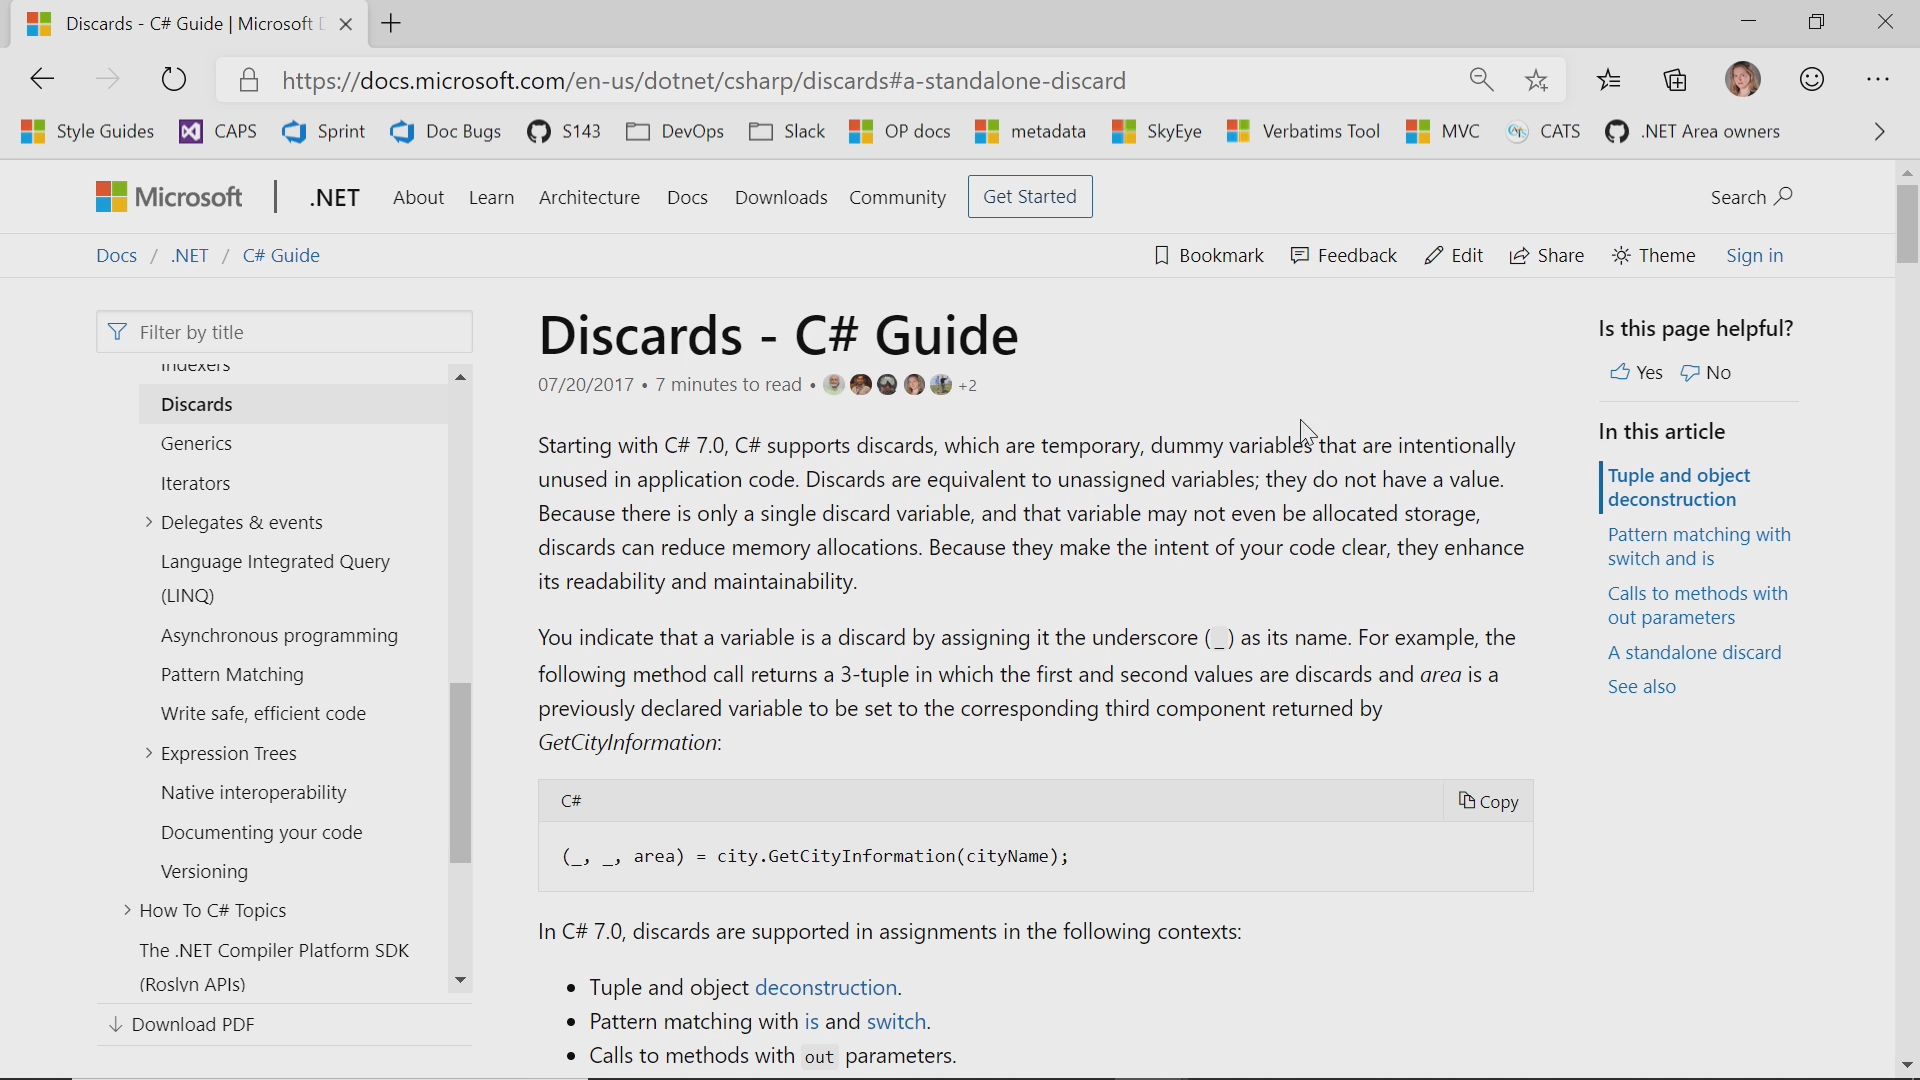 Discards - C# Guide | Microsoft
https://docs.microsoft.com/en-us/dotnet/csharp/discards#a-standalone-discard
Style Guides CAPS Sprint Doc Bugs S143 DevOps Slack OP docs metadata SkyEye Verbatims Tool MVC CATS .NET Area owners
Microsoft | .NET About Learn Architecture Docs Downloads Community Get Started Search
Docs / .NET / C# Guide Bookmark Feedback Edit Share Theme Sign in
Filter by title
Indexers
Discards
Generics
Iterators
Delegates & events
Language Integrated Query
(LINQ)
Asynchronous programming
Pattern Matching
Write safe, efficient code
Expression Trees
Native interoperability
Documenting your code
Versioning
How To C# Topics
The .NET Compiler Platform SDK
(Roslyn APIs)
Download PDF
Discards - C# Guide
07/20/2017 • 7 minutes to read • +2
Starting with C# 7.0, C# supports discards, which are temporary, dummy variables that are intentionally
unused in application code. Discards are equivalent to unassigned variables; they do not have a value.
Because there is only a single discard variable, and that variable may not even be allocated storage,
discards can reduce memory allocations. Because they make the intent of your code clear, they enhance
its readability and maintainability.
You indicate that a variable is a discard by assigning it the underscore (_) as its name. For example, the
following method call returns a 3-tuple in which the first and second values are discards and area is a
previously declared variable to be set to the corresponding third component returned by
GetCityInformation:
C# Copy
(_, _, area) = city.GetCityInformation(cityName);
In C# 7.0, discards are supported in assignments in the following contexts:
• Tuple and object deconstruction.
• Pattern matching with is and switch.
• Calls to methods with out parameters.
Is this page helpful?
Yes No
In this article
Tuple and object
deconstruction
Pattern matching with
switch and is
Calls to methods with
out parameters
A standalone discard
See also